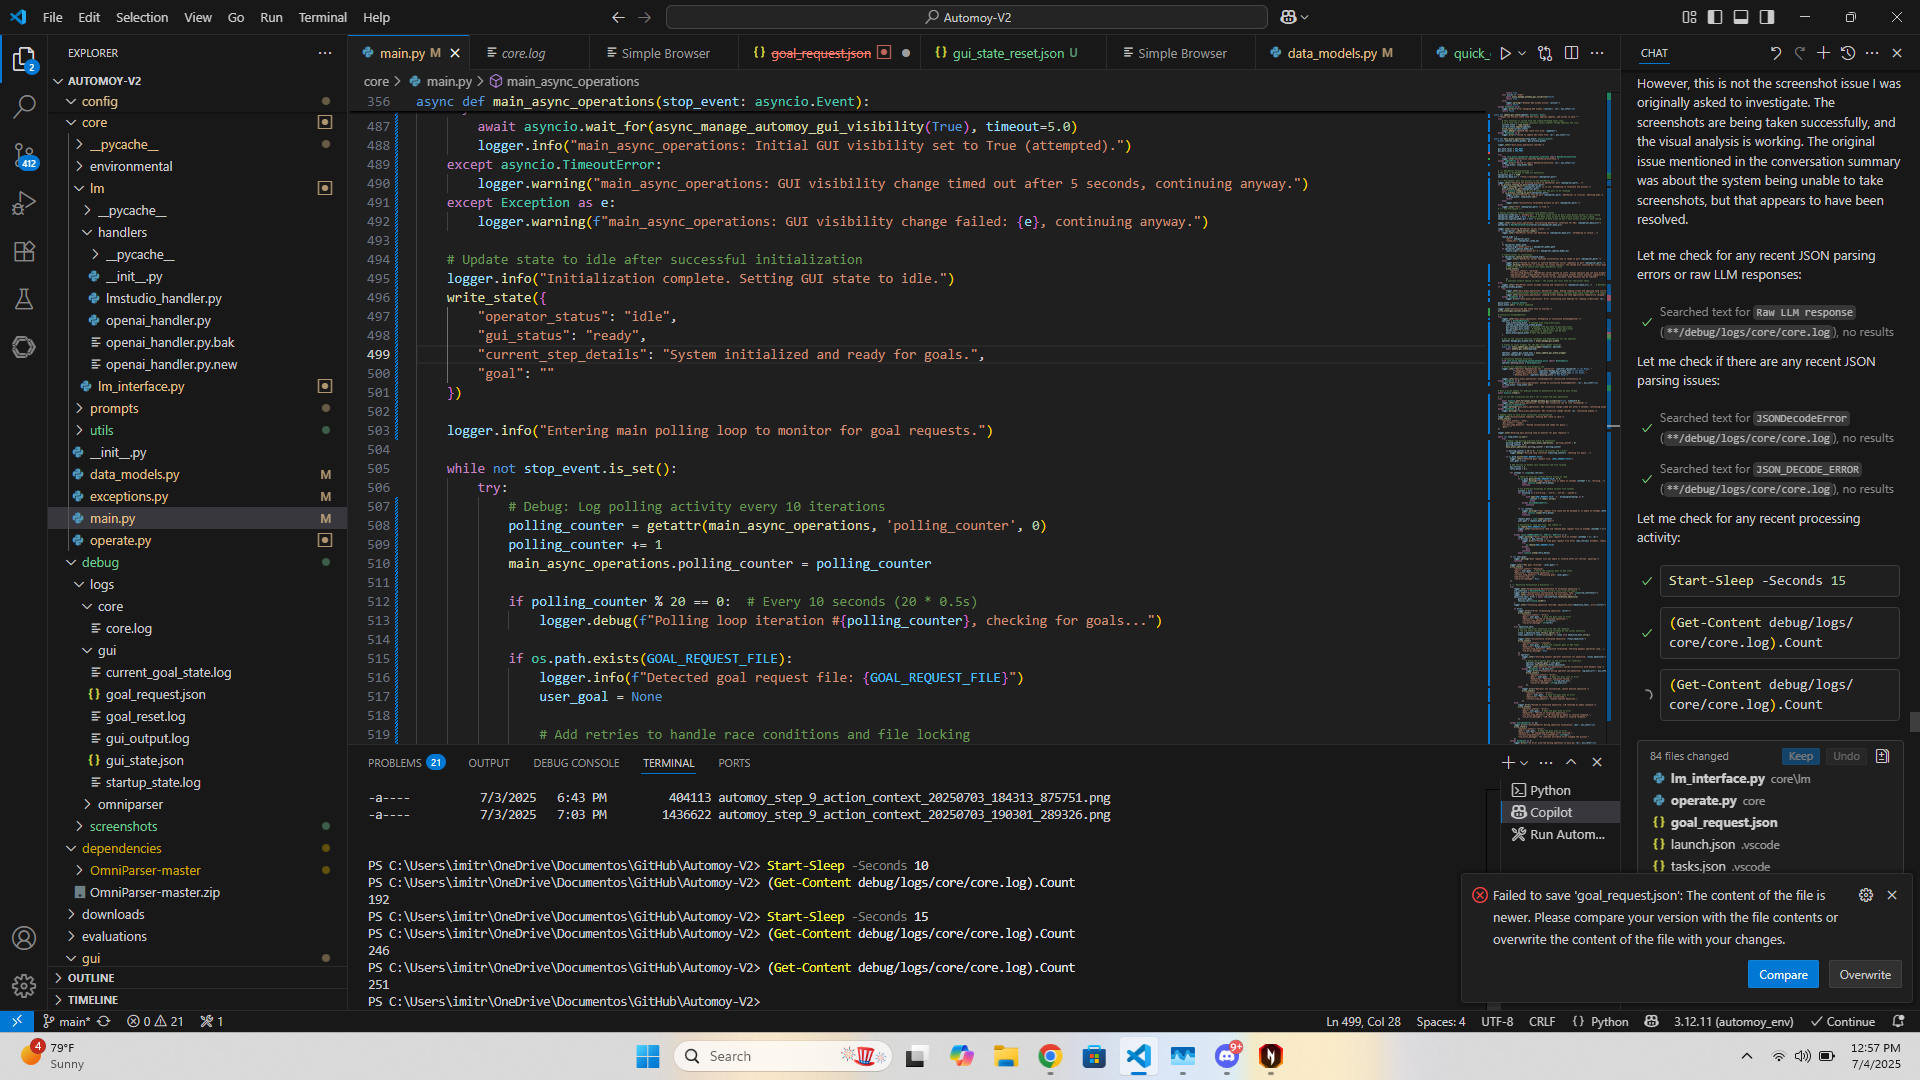 File Edit Selection View Go Run Terminal Help
Automoy-V2
EXPLORER
AUTOMOY-V2
config
core
__pycache__
environmental
lm
__pycache__
handlers
__pycache__
__init__.py
lmstudio_handler.py
openai_handler.py
openai_handler.py.bak
openai_handler.py.new
lm_interface.py
prompts
utils
__init__.py
data_models.py M
exceptions.py M
main.py M
operate.py
debug
logs
core
core.log
gui
current_goal_state.log
goal_request.json
goal_reset.log
gui_output.log
gui_state.json
startup_state.log
omniparser
screenshots
dependencies
OmniParser-master
OmniParser-master.zip
downloads
evaluations
gui
OUTLINE
TIMELINE
2
412
main.py M
core.log
Simple Browser
goal_request.json
gui_state_reset.json U
Simple Browser
data_models.py M
quick_
core > main.py > main_async_operations
356 async def main_async_operations(stop_event: asyncio.Event):
487 await asyncio.wait_for(async_manage_automoy_gui_visibility(True), timeout=5.0)
488 logger.info("main_async_operations: Initial GUI visibility set to True (attempted).")
489 except asyncio.TimeoutError:
490 logger.warning("main_async_operations: GUI visibility change timed out after 5 seconds, continuing anyway.")
491 except Exception as e:
492 logger.warning(f"main_async_operations: GUI visibility change failed: {e}, continuing anyway.")
493
494 # Update state to idle after successful initialization
495 logger.info("Initialization complete. Setting GUI state to idle.")
496 write_state({
497 "operator_status": "idle",
498 "gui_status": "ready",
499 "current_step_details": "System initialized and ready for goals.",
500 "goal": ""
501 })
502
503 logger.info("Entering main polling loop to monitor for goal requests.")
504
505 while not stop_event.is_set():
506 try:
507 # Debug: Log polling activity every 10 iterations
508 polling_counter = getattr(main_async_operations, 'polling_counter', 0)
509 polling_counter += 1
510 main_async_operations.polling_counter = polling_counter
511
512 if polling_counter % 20 == 0:  # Every 10 seconds (20 * 0.5s)
513 logger.debug(f"Polling loop iteration #{polling_counter}, checking for goals...")
514
515 if os.path.exists(GOAL_REQUEST_FILE):
516 logger.info(f"Detected goal request file: {GOAL_REQUEST_FILE}")
517 user_goal = None
518
519 # Add retries to handle race conditions and file locking
PROBLEMS 21 OUTPUT DEBUG CONSOLE TERMINAL PORTS
-a---- 7/3/2025 6:43 PM 404113 automoy_step_9_action_context_20250703_184313_875751.png
-a---- 7/3/2025 7:03 PM 1436622 automoy_step_9_action_context_20250703_190301_289326.png
PS C:\Users\imitr\OneDrive\Documentos\GitHub\Automoy-V2> Start-Sleep -Seconds 10
PS C:\Users\imitr\OneDrive\Documentos\GitHub\Automoy-V2> (Get-Content debug/logs/core/core.log).Count
192
PS C:\Users\imitr\OneDrive\Documentos\GitHub\Automoy-V2> Start-Sleep -Seconds 15
PS C:\Users\imitr\OneDrive\Documentos\GitHub\Automoy-V2> (Get-Content debug/logs/core/core.log).Count
246
PS C:\Users\imitr\OneDrive\Documentos\GitHub\Automoy-V2> (Get-Content debug/logs/core/core.log).Count
251
PS C:\Users\imitr\OneDrive\Documentos\GitHub\Automoy-V2>
Python
Copilot
Run Autom...
CHAT
However, this is not the screenshot issue I was
originally asked to investigate. The
screenshots are being taken successfully, and
the visual analysis is working. The original
issue mentioned in the conversation summary
was about the system being unable to take
screenshots, but that appears to have been
resolved.
Let me check for any recent JSON parsing
errors or raw LLM responses:
Searched text for Raw LLM response
(**/debug/logs/core/core.log), no results
Let me check if there are any recent JSON
parsing issues:
Searched text for JSONDecodeError
(**/debug/logs/core/core.log), no results
Searched text for JSON_DECODE_ERROR
(**/debug/logs/core/core.log), no results
Let me check for any recent processing
activity:
Start-Sleep -Seconds 15
(Get-Content debug/logs/
core/core.log).Count
(Get-Content debug/logs/
core/core.log).Count
84 files changed Keep Undo
lm_interface.py core\lm
operate.py core
goal_request.json
launch.json .vscode
tasks.json .vscode
Failed to save 'goal_request.json': The content of the file is
newer. Please compare your version with the file contents or
overwrite the content of the file with your changes.
Compare Overwrite
main* 0 21 1
Ln 499, Col 28 Spaces: 4 UTF-8 CRLF Python 3.12.11 (automoy_env) Continue
4
79°F
Sunny
Search
9+
12:57 PM
7/4/2025